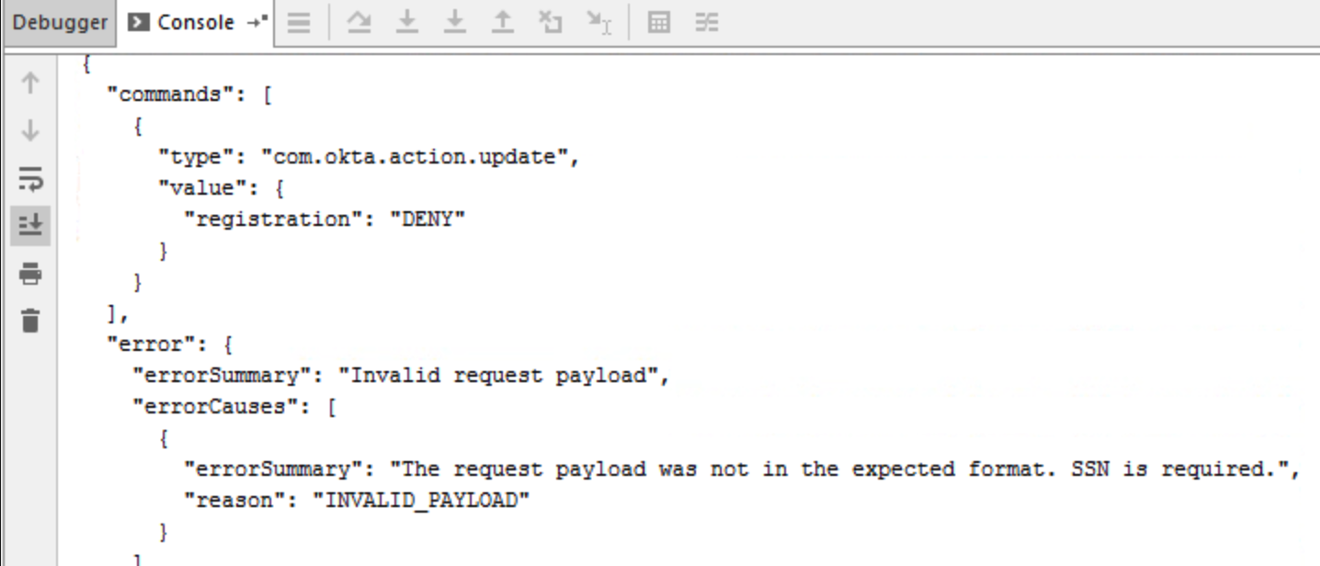 Debugger Console
{
  "commands": [
    {
      "type": "com.okta.action.update",
      "value": {
        "registration": "DENY"
      }
    }
  ],
  "error": {
    "errorSummary": "Invalid request payload",
    "errorCauses": [
      {
        "errorSummary": "The request payload was not in the expected format. SSN is required.",
        "reason": "INVALID_PAYLOAD"
      }
    ]